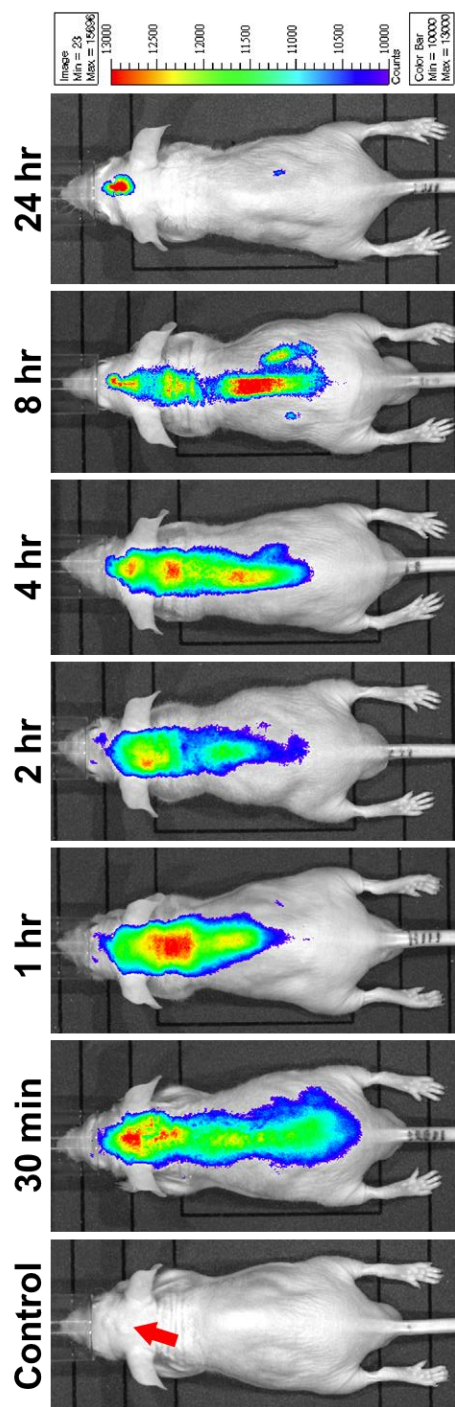 Control
30 min
1 hr
2 hr
4 hr
8 hr
24 hr
Image
Min = 23
Max = 15696
13000
12500
12000
11500
11000
10500
10000
Counts
Color Bar
Min = 10000
Max = 13000